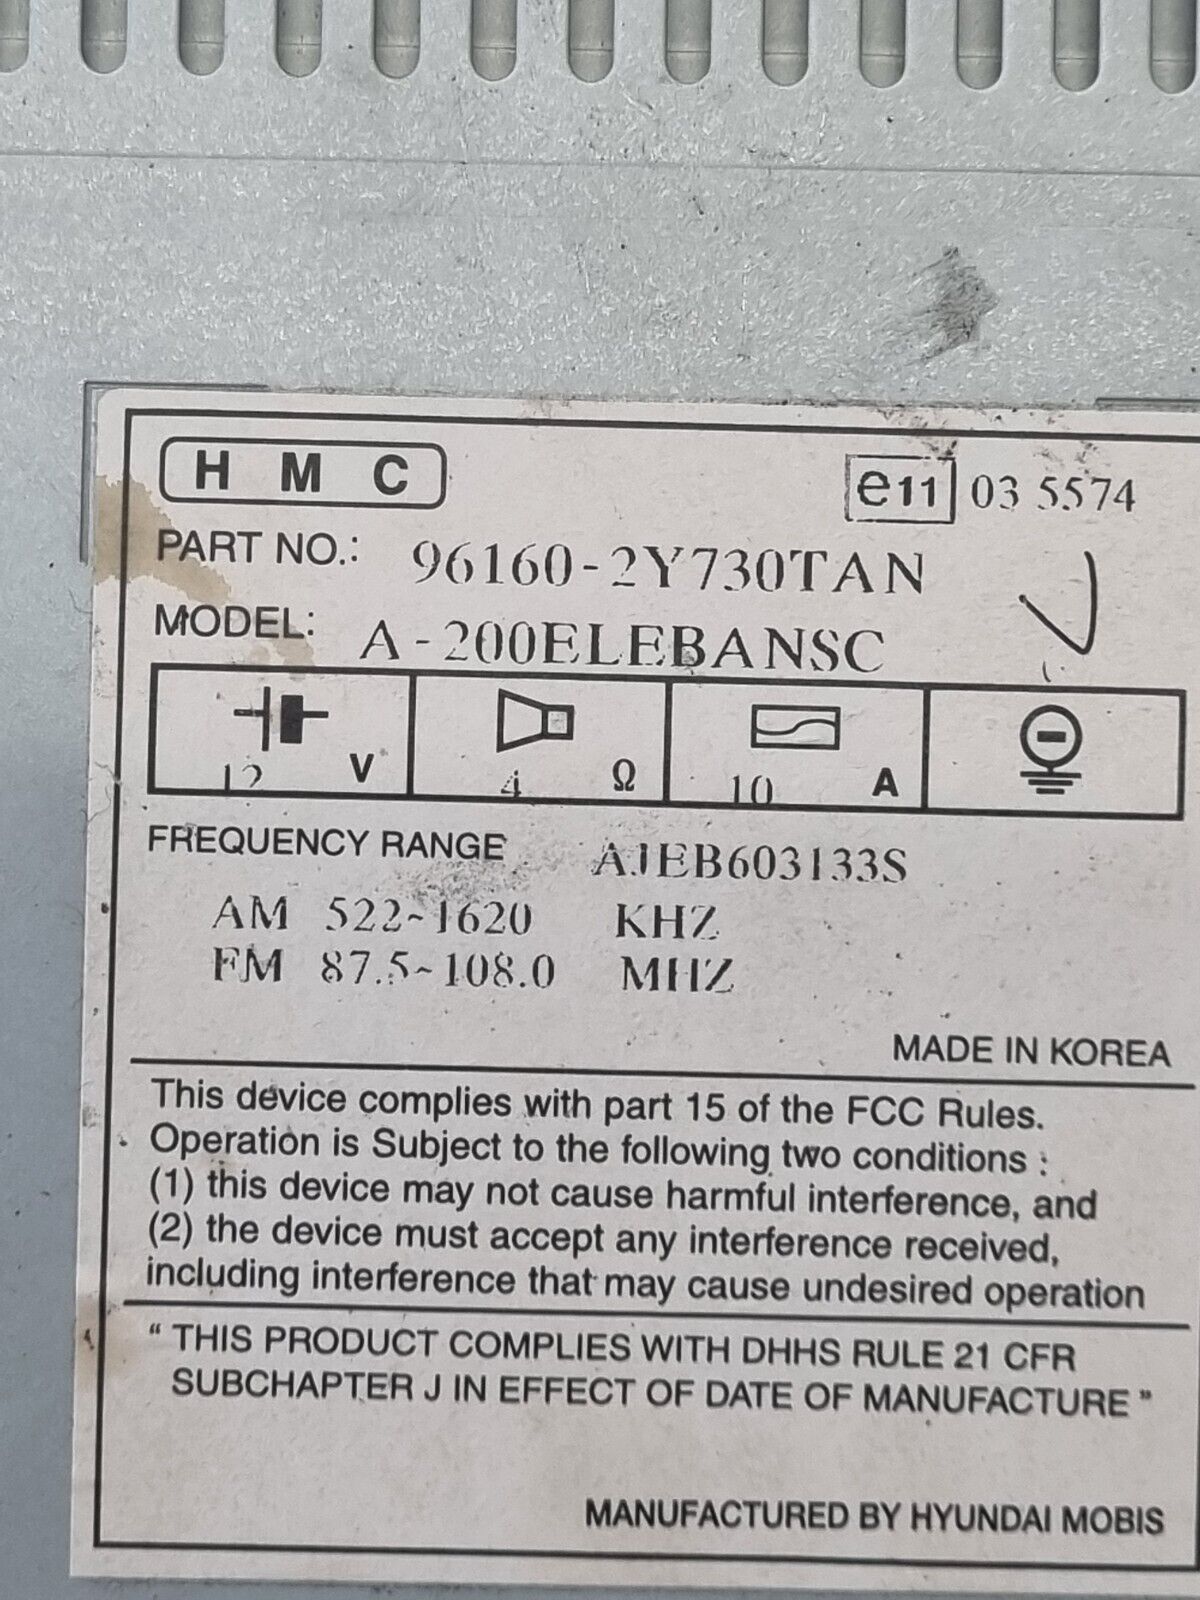 H M C
e11 03 5574
PART NO.: 96160-2Y730TAN
MODEL: A-200ELEBANSC
12 V 4 Ω 10 A
FREQUENCY RANGE AJEB603133S
AM 522~1620 KHZ
FM 87.5~108.0 MHZ
MADE IN KOREA
This device complies with part 15 of the FCC Rules.
Operation is Subject to the following two conditions :
(1) this device may not cause harmful interference, and
(2) the device must accept any interference received,
including interference that may cause undesired operation
“ THIS PRODUCT COMPLIES WITH DHHS RULE 21 CFR
SUBCHAPTER J IN EFFECT OF DATE OF MANUFACTURE ”
MANUFACTURED BY HYUNDAI MOBIS